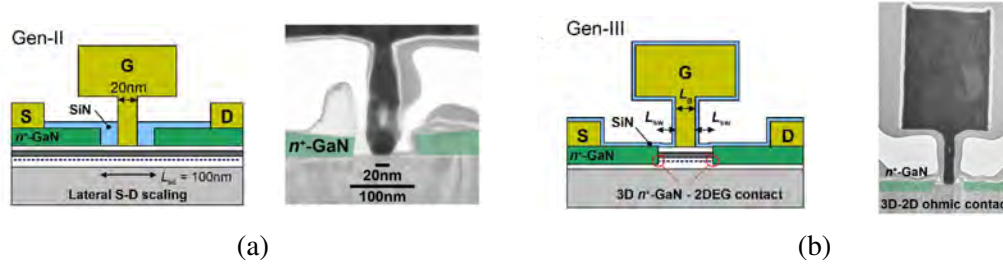 Gen-II
G
20nm
SiN
S
D
n⁺-GaN
Lsd = 100nm
Lateral S-D scaling
n⁺-GaN
20nm
100nm
(a)
Gen-III
G
Lg
Lsw
Lsw
SiN
S
D
n⁺-GaN
3D n⁺-GaN - 2DEG contact
n⁺-GaN
3D-2D ohmic contac
(b)